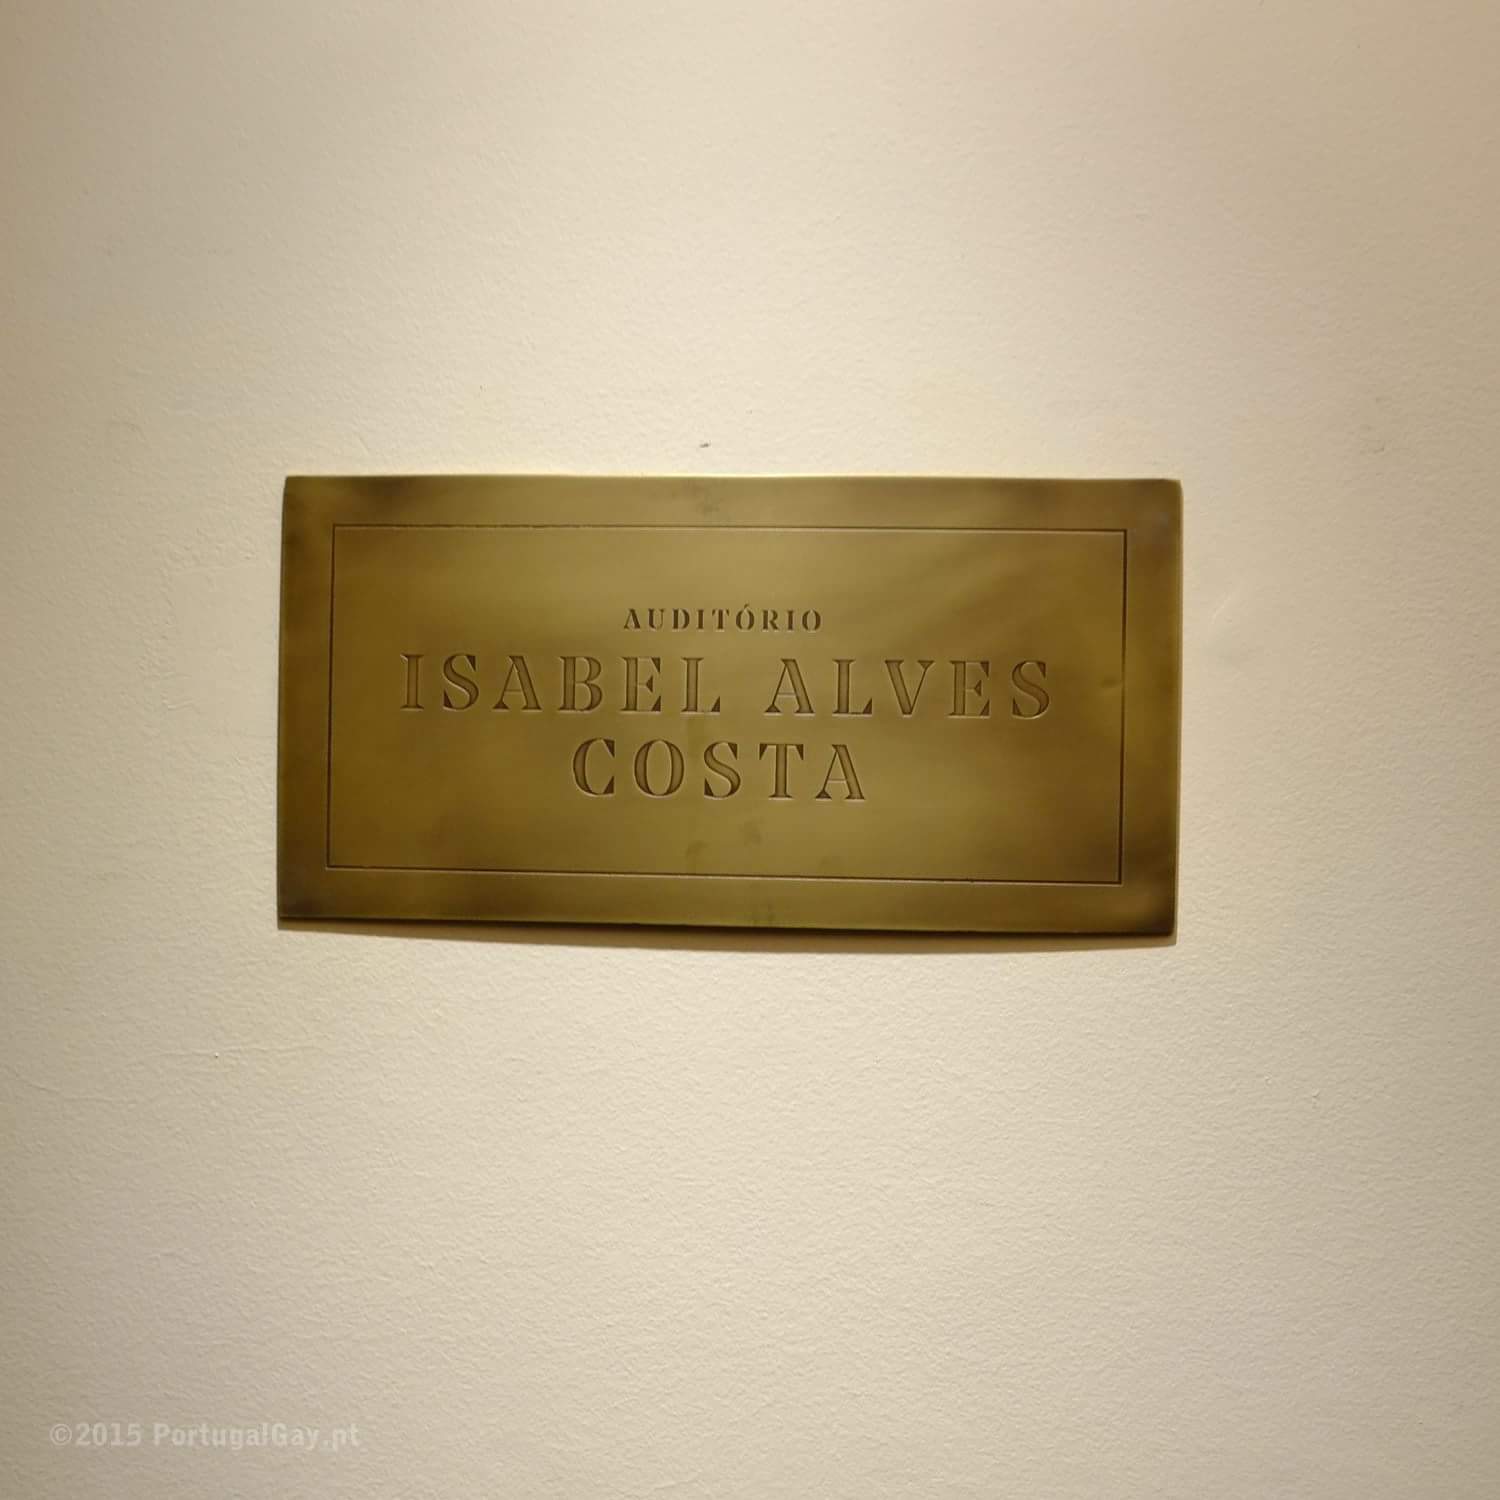 AUDITÓRIO
ISABEL ALVES
COSTA
©2015 PortugalGay.pt